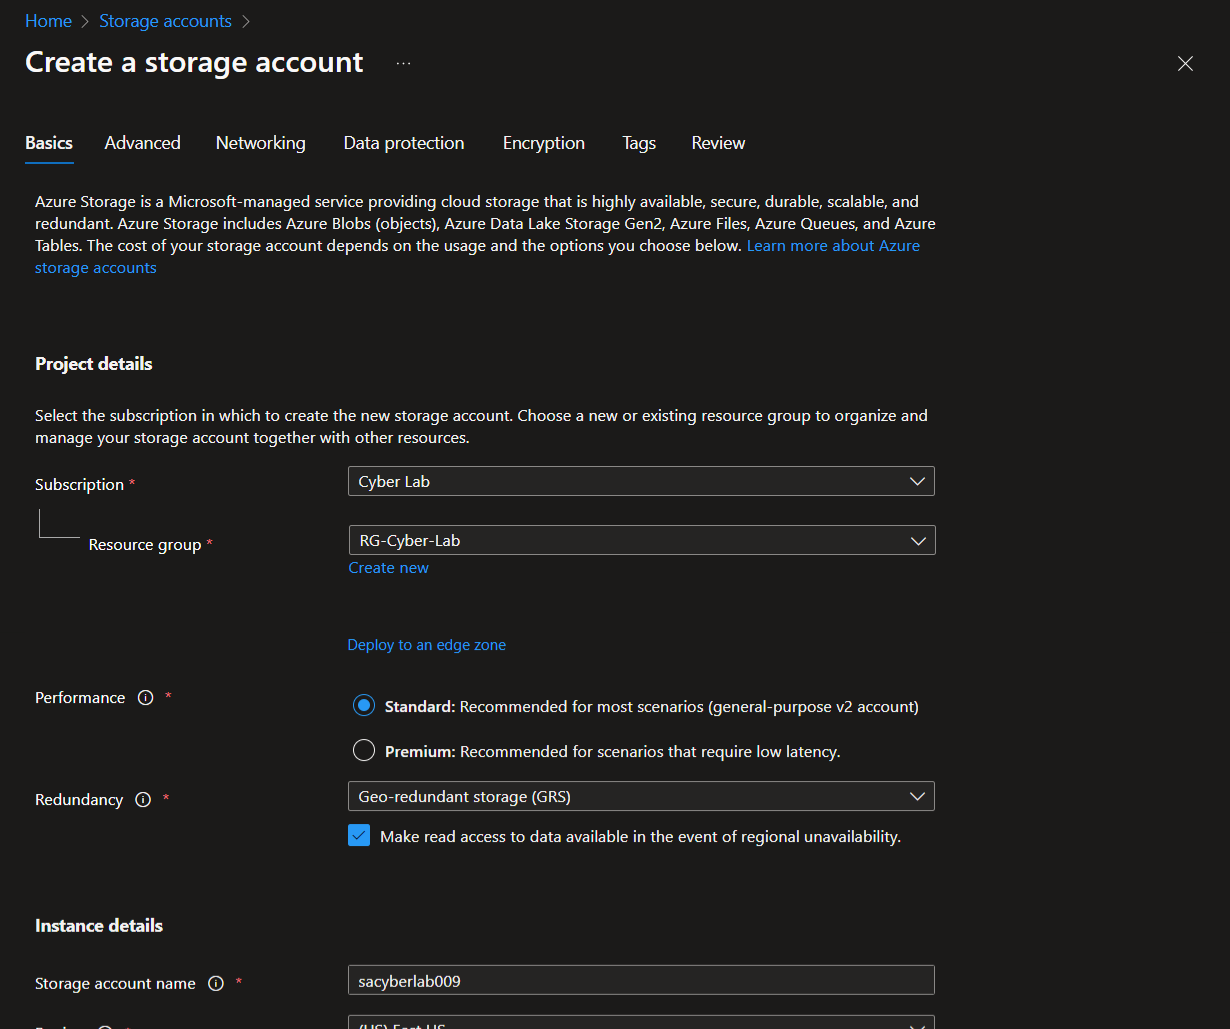 Home > Storage accounts >
Create a storage account ...
Basics Advanced Networking Data protection Encryption Tags Review
Azure Storage is a Microsoft-managed service providing cloud storage that is highly available, secure, durable, scalable, and
redundant. Azure Storage includes Azure Blobs (objects), Azure Data Lake Storage Gen2, Azure Files, Azure Queues, and Azure
Tables. The cost of your storage account depends on the usage and the options you choose below. Learn more about Azure
storage accounts
Project details
Select the subscription in which to create the new storage account. Choose a new or existing resource group to organize and
manage your storage account together with other resources.
Subscription * Cyber Lab
Resource group * RG-Cyber-Lab
Create new
Deploy to an edge zone
Performance * Standard: Recommended for most scenarios (general-purpose v2 account)
Premium: Recommended for scenarios that require low latency.
Redundancy * Geo-redundant storage (GRS)
Make read access to data available in the event of regional unavailability.
Instance details
Storage account name * sacyberlab009
(US) East US